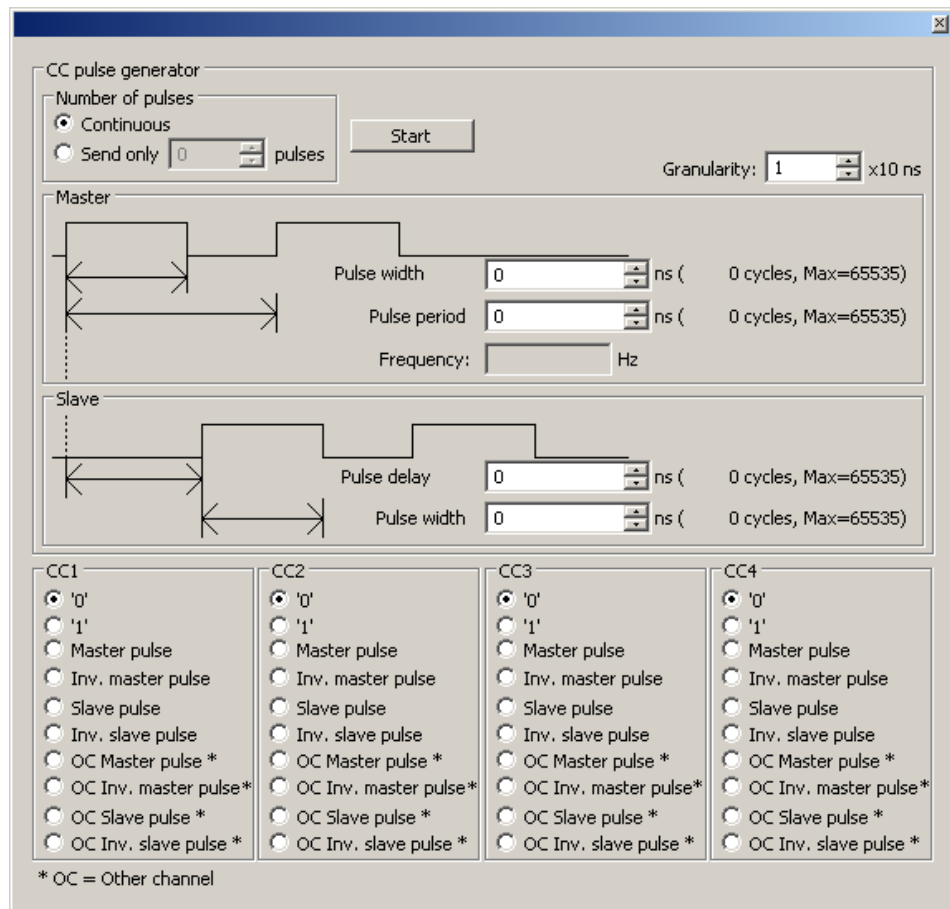 CC pulse generator
Number of pulses
Continuous
Send only 0 pulses
Start
Granularity: 1 x10 ns
Master
Pulse width 0 ns ( 0 cycles, Max=65535)
Pulse period 0 ns ( 0 cycles, Max=65535)
Frequency: Hz
Slave
Pulse delay 0 ns ( 0 cycles, Max=65535)
Pulse width 0 ns ( 0 cycles, Max=65535)
CC1
'0'
'1'
Master pulse
Inv. master pulse
Slave pulse
Inv. slave pulse
OC Master pulse *
OC Inv. master pulse*
OC Slave pulse *
OC Inv. slave pulse *
CC2
'0'
'1'
Master pulse
Inv. master pulse
Slave pulse
Inv. slave pulse
OC Master pulse *
OC Inv. master pulse*
OC Slave pulse *
OC Inv. slave pulse *
CC3
'0'
'1'
Master pulse
Inv. master pulse
Slave pulse
Inv. slave pulse
OC Master pulse *
OC Inv. master pulse*
OC Slave pulse *
OC Inv. slave pulse *
CC4
'0'
'1'
Master pulse
Inv. master pulse
Slave pulse
Inv. slave pulse
OC Master pulse *
OC Inv. master pulse*
OC Slave pulse *
OC Inv. slave pulse *
* OC = Other channel